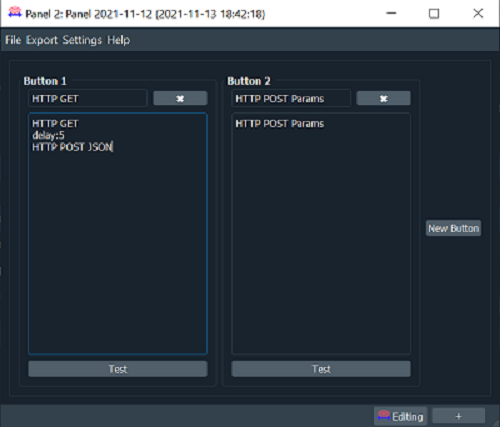 Panel 2: Panel 2021-11-12 (2021-11-13 18:42:18)
File Export Settings Help
Button 1
HTTP GET
HTTP GET
delay:5
HTTP POST JSON
Test
Button 2
HTTP POST Params
HTTP POST Params
Test
New Button
Editing
+